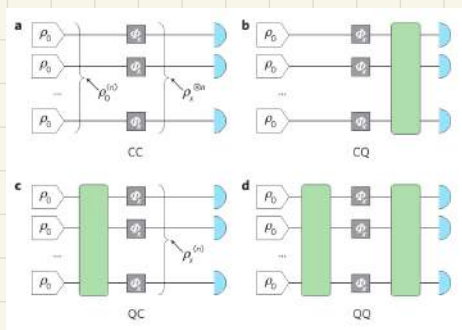 a
ρ₀ Φₓ
ρ₀ Φₓ
... ρ₀⁽ⁿ⁾ ρₓ^⊗n
ρ₀ Φₓ
CC
b
ρ₀ Φₓ
ρ₀ Φₓ
...
ρ₀ Φₓ
CQ
c
ρ₀ Φₓ
ρ₀ Φₓ
... ρₓ⁽ⁿ⁾
ρ₀ Φₓ
QC
d
ρ₀ Φₓ
ρ₀ Φₓ
...
ρ₀ Φₓ
QQ